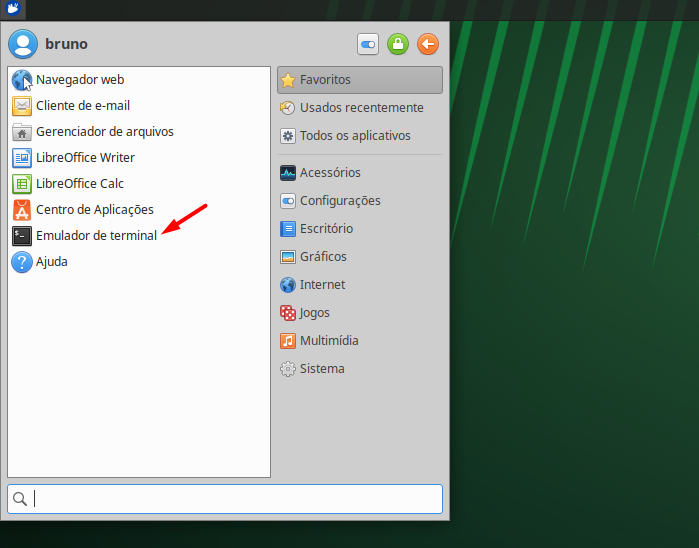 bruno
Navegador web
Cliente de e-mail
Gerenciador de arquivos
LibreOffice Writer
LibreOffice Calc
Centro de Aplicações
Emulador de terminal
Ajuda
Favoritos
Usados recentemente
Todos os aplicativos
Acessórios
Configurações
Escritório
Gráficos
Internet
Jogos
Multimídia
Sistema